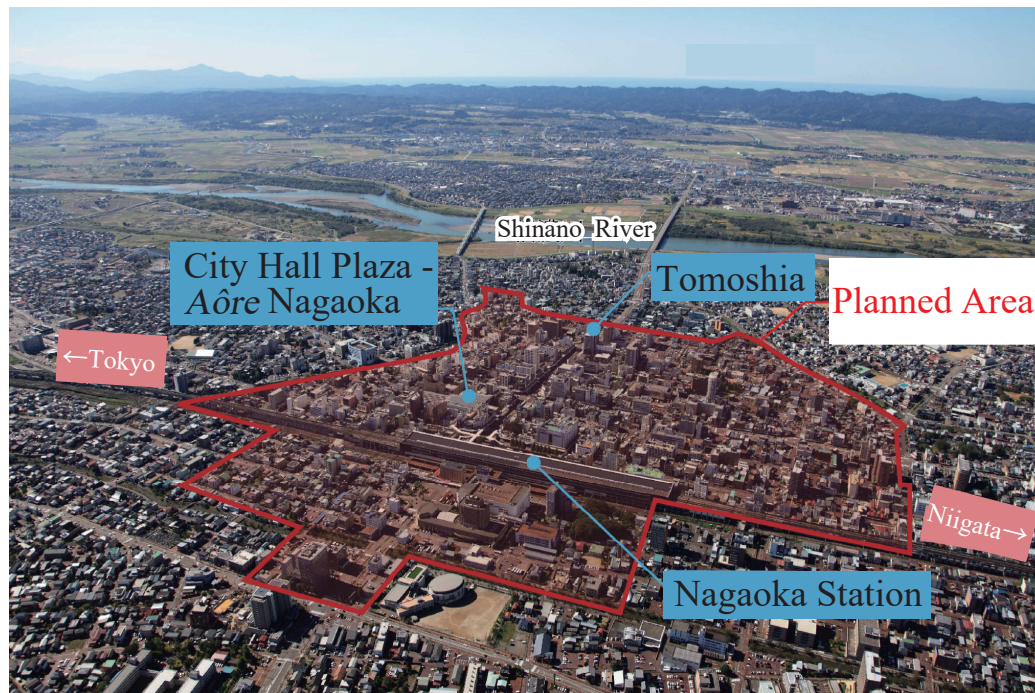 Shinano River
City Hall Plaza -
Aôre Nagaoka
Tomoshia
Planned Area
←Tokyo
Niigata→
Nagaoka Station